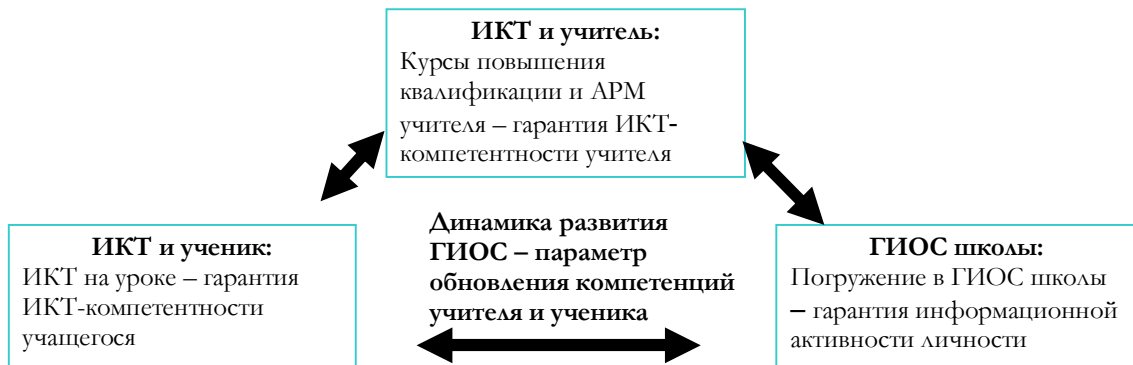 ИКТ и учитель:
Курсы повышения
квалификации и АРМ
учителя – гарантия ИКТ-
компетентности учителя
Динамика развития
ГИОС – параметр
обновления компетенций
учителя и ученика
ИКТ и ученик:
ИКТ на уроке – гарантия
ИКТ-компетентности
учащегося
ГИОС школы:
Погружение в ГИОС школы
– гарантия информационной
активности личности